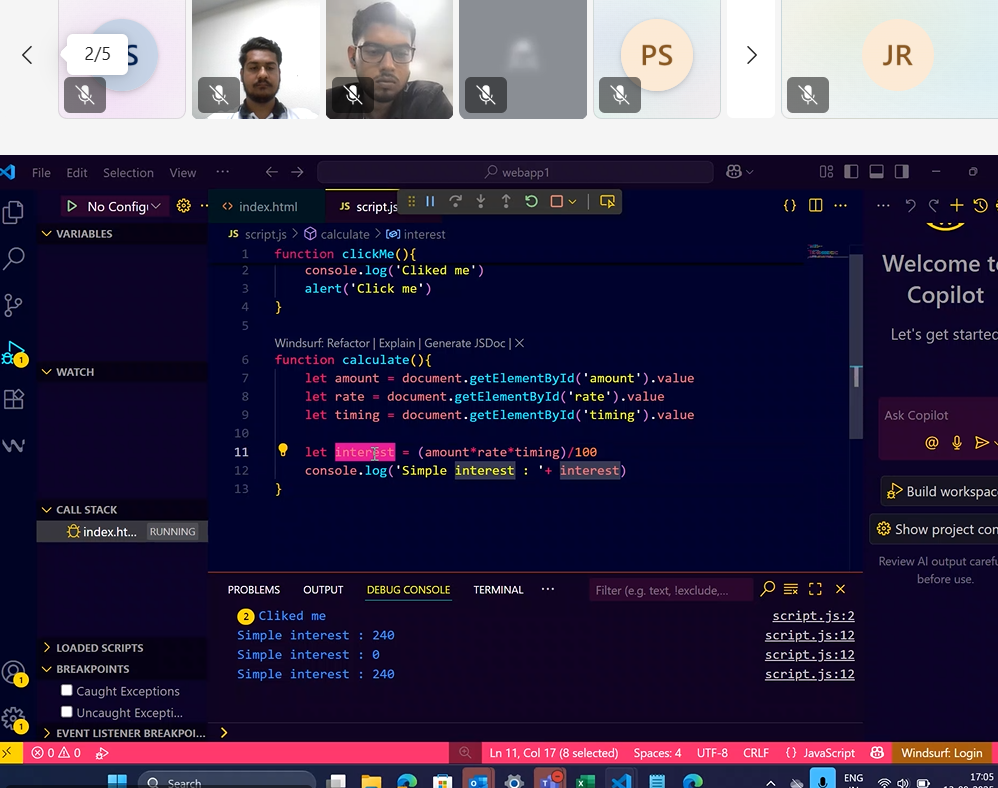 2/5
S
PS
JR
File Edit Selection View ···
webapp1
No Config
index.html
JS script.js
JS script.js > calculate > interest
VARIABLES
WATCH
CALL STACK
index.ht... RUNNING
LOADED SCRIPTS
BREAKPOINTS
Caught Exceptions
Uncaught Excepti...
EVENT LISTENER BREAKPOI...
1 function clickMe(){
2 console.log('Cliked me')
3 alert('Click me')
4 }
5
Windsurf: Refactor | Explain | Generate JSDoc | X
6 function calculate(){
7 let amount = document.getElementById('amount').value
8 let rate = document.getElementById('rate').value
9 let timing = document.getElementById('timing').value
10
11 let interest = (amount*rate*timing)/100
12 console.log('Simple interest : '+ interest)
13 }
PROBLEMS OUTPUT DEBUG CONSOLE TERMINAL ···
Filter (e.g. text, !exclude,...
2 Cliked me script.js:2
Simple interest : 240 script.js:12
Simple interest : 0 script.js:12
Simple interest : 240 script.js:12
>
Welcome to
Copilot
Let's get started
Ask Copilot
Build workspac
Show project con
Review AI output carefu
before use.
1
1
1
0 0
Ln 11, Col 17 (8 selected) Spaces: 4 UTF-8 CRLF {} JavaScript Windsurf: Login
Search
ENG
17:05